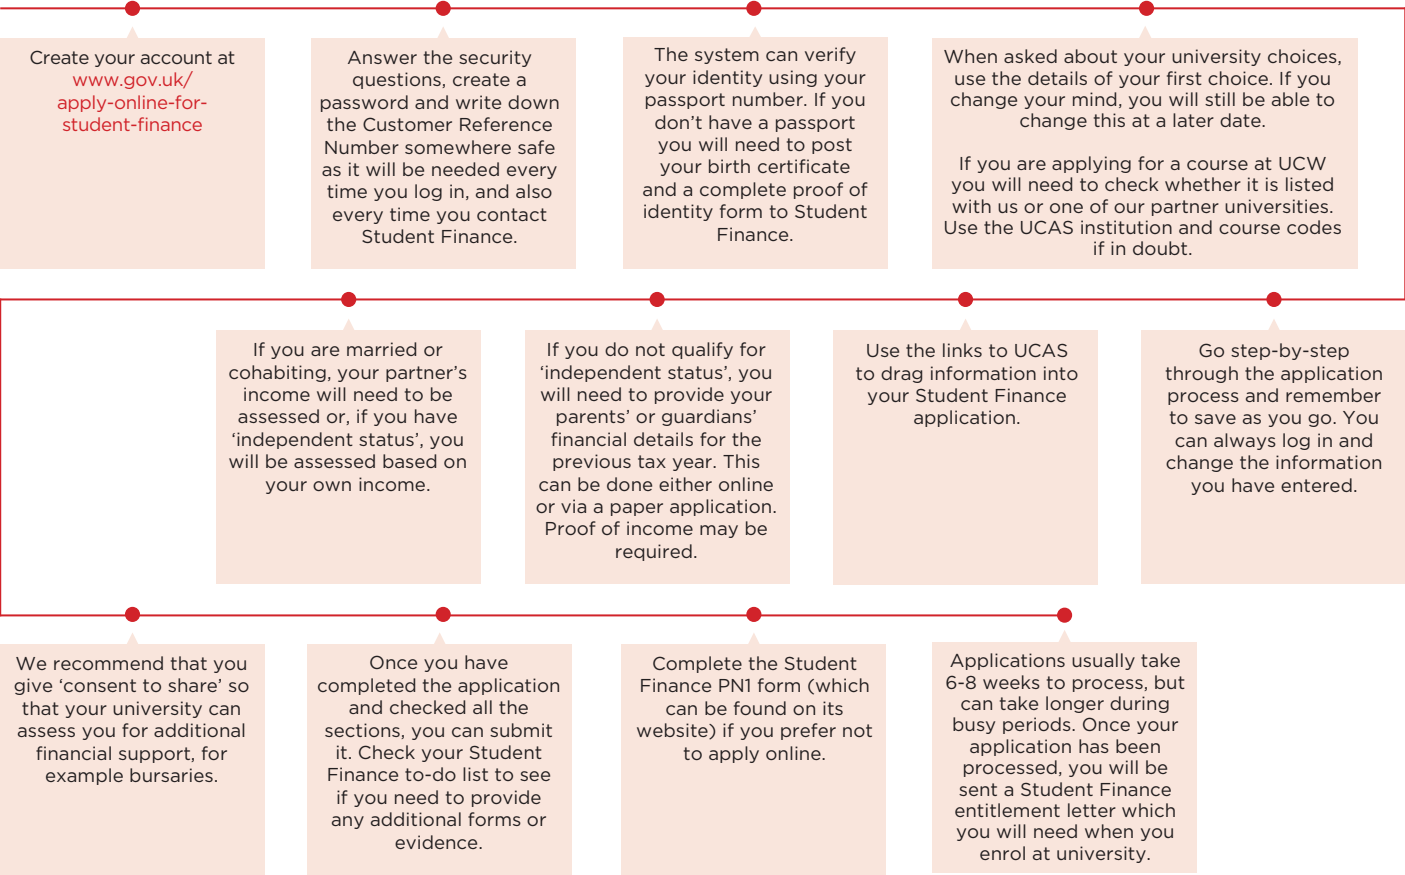 Create your account at
www.gov.uk/
apply-online-for-
student-finance
Answer the security
questions, create a
password and write down
the Customer Reference
Number somewhere safe
as it will be needed every
time you log in, and also
every time you contact
Student Finance.
The system can verify
your identity using your
passport number. If you
don’t have a passport
you will need to post
your birth certificate
and a complete proof of
identity form to Student
Finance.
When asked about your university choices,
use the details of your first choice. If you
change your mind, you will still be able to
change this at a later date.
If you are applying for a course at UCW
you will need to check whether it is listed
with us or one of our partner universities.
Use the UCAS institution and course codes
if in doubt.
Go step-by-step
through the application
process and remember
to save as you go. You
can always log in and
change the information
you have entered.
Use the links to UCAS
to drag information into
your Student Finance
application.
If you do not qualify for
‘independent status’, you
will need to provide your
parents’ or guardians’
financial details for the
previous tax year. This
can be done either online
or via a paper application.
Proof of income may be
required.
If you are married or
cohabiting, your partner’s
income will need to be
assessed or, if you have
‘independent status’, you
will be assessed based on
your own income.
We recommend that you
give ‘consent to share’ so
that your university can
assess you for additional
financial support, for
example bursaries.
Once you have
completed the application
and checked all the
sections, you can submit
it. Check your Student
Finance to-do list to see
if you need to provide
any additional forms or
evidence.
Complete the Student
Finance PN1 form (which
can be found on its
website) if you prefer not
to apply online.
Applications usually take
6-8 weeks to process, but
can take longer during
busy periods. Once your
application has been
processed, you will be
sent a Student Finance
entitlement letter which
you will need when you
enrol at university.